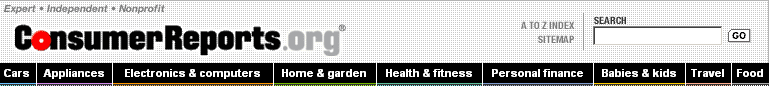 Expert • Independent • Nonprofit
ConsumerReports.org®
A TO Z INDEX
SITEMAP
SEARCH
GO
Cars Appliances Electronics & computers Home & garden Health & fitness Personal finance Babies & kids Travel Food